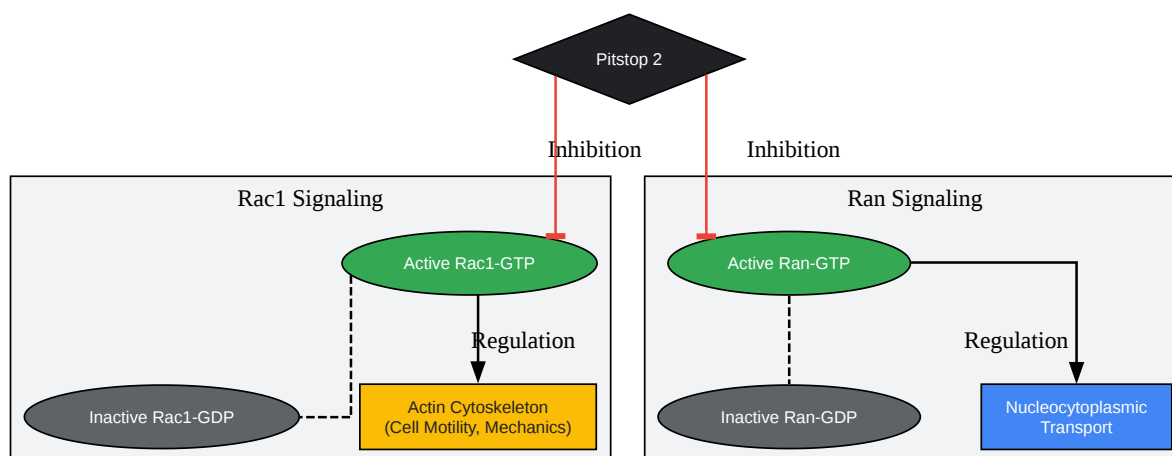 Pitstop 2
Inhibition
Inhibition
Rac1 Signaling
Ran Signaling
Active Rac1-GTP
Active Ran-GTP
Regulation
Regulation
Inactive Rac1-GDP
Actin Cytoskeleton
(Cell Motility, Mechanics)
Inactive Ran-GDP
Nucleocytoplasmic
Transport